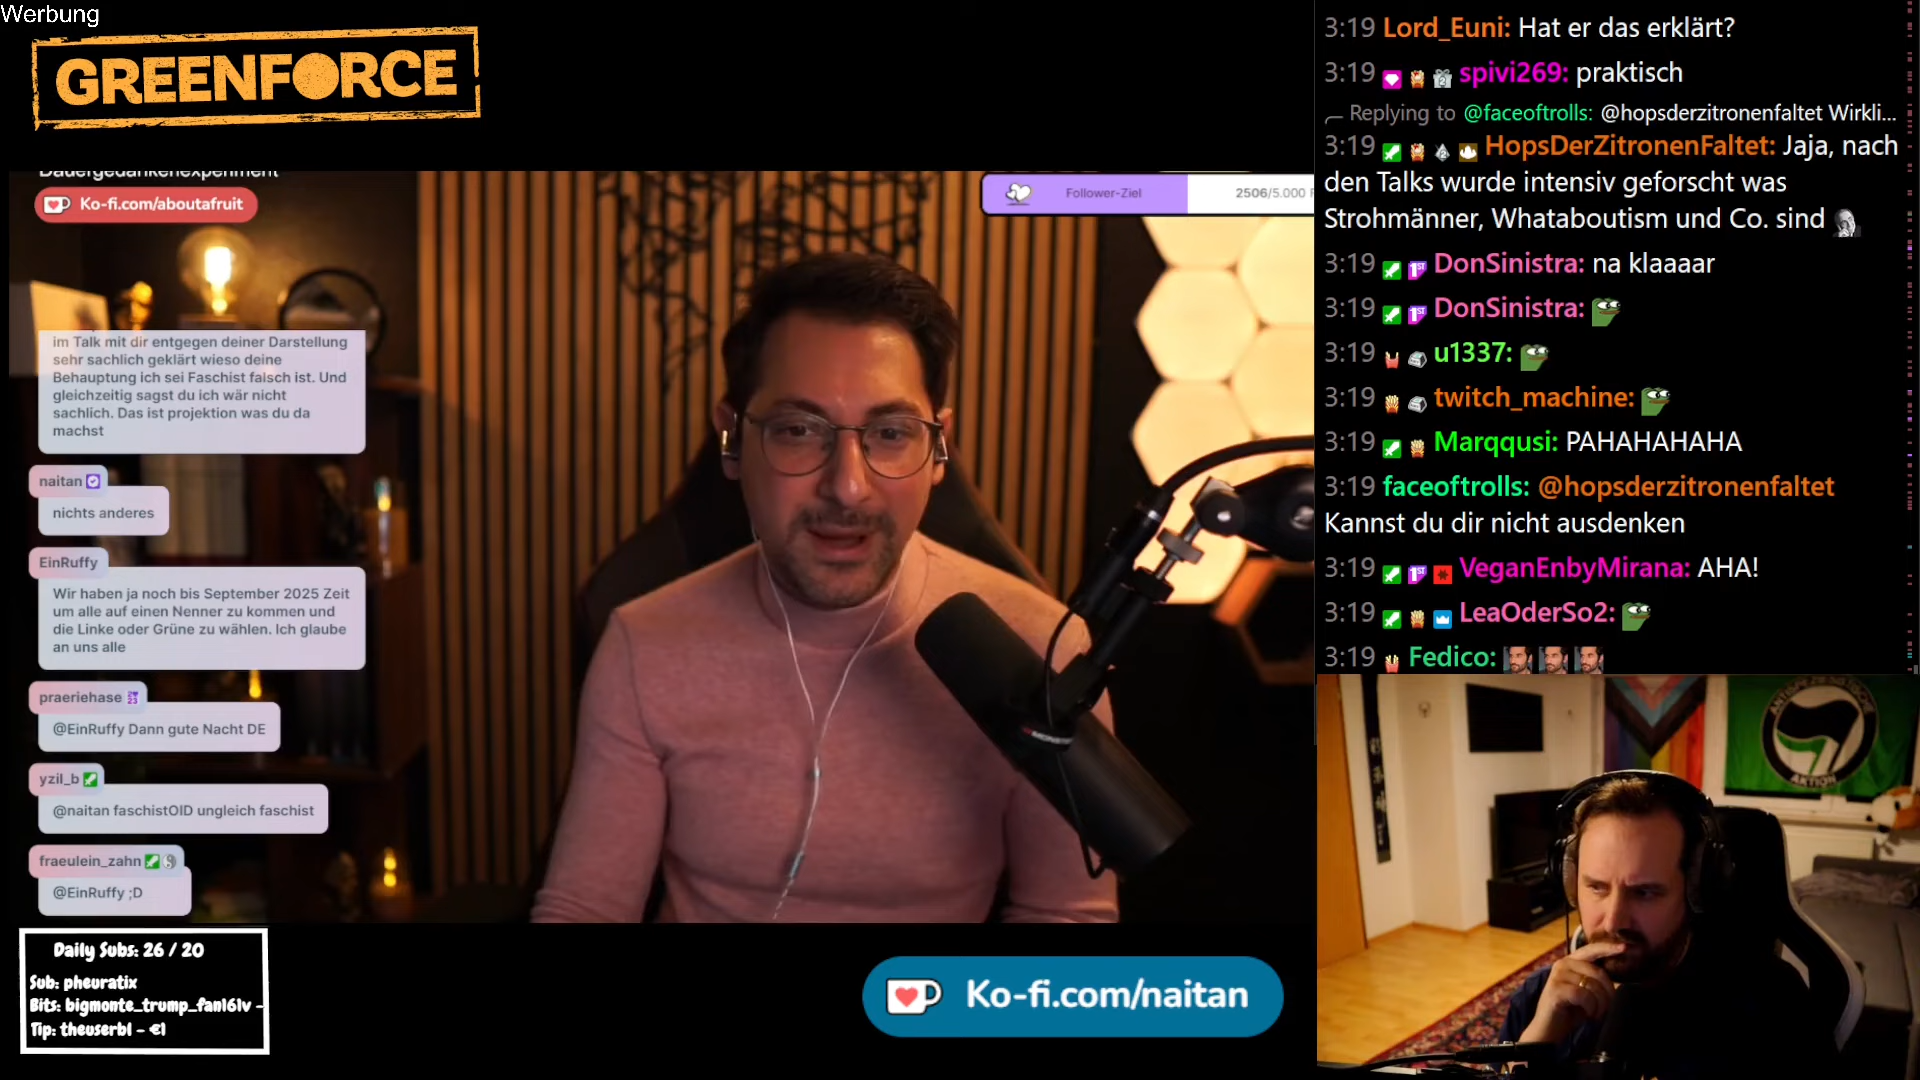 Werbung
GREENFORCE
Dauergedankenexperiment
Ko-fi.com/aboutafruit
Follower-Ziel
2506/5.000
im Talk mit dir entgegen deiner Darstellung
sehr sachlich geklärt wieso deine
Behauptung ich sei Faschist falsch ist. Und
gleichzeitig sagst du ich wär nicht
sachlich. Das ist projektion was du da
machst
naitan
nichts anderes
EinRuffy
Wir haben ja noch bis September 2025 Zeit
um alle auf einen Nenner zu kommen und
die Linke oder Grüne zu wählen. Ich glaube
an uns alle
praeriehase
@EinRuffy Dann gute Nacht DE
yzil_b
@naitan faschistOID ungleich faschist
fraeulein_zahn
@EinRuffy ;D
Daily Subs: 26 / 20
Sub: pheuratix
Bits: bigmonte_trump_fan161v -
Tip: theuserb1 - €1
Ko-fi.com/naitan
3:19 Lord_Euni: Hat er das erklärt?
3:19 spivi269: praktisch
Replying to @faceoftrolls: @hopsderzitronenfaltet Wirkli...
3:19 HopsDerZitronenFaltet: Jaja, nach
den Talks wurde intensiv geforscht was
Strohmänner, Whataboutism und Co. sind
3:19 DonSinistra: na klaaaar
3:19 DonSinistra:
3:19 u1337:
3:19 twitch_machine:
3:19 Marqqusi: PAHAHAHAHA
3:19 faceoftrolls: @hopsderzitronenfaltet
Kannst du dir nicht ausdenken
3:19 VeganEnbyMirana: AHA!
3:19 LeaOderSo2:
3:19 Fedico:
AKTION